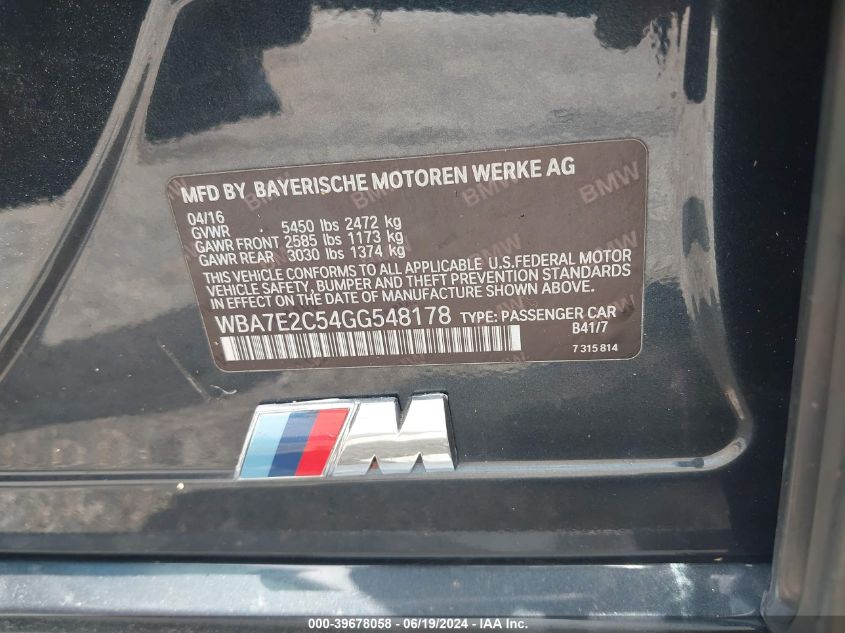 MFD BY BAYERISCHE MOTOREN WERKE AG
04/16
GVWR 5450 lbs 2472 kg
GAWR FRONT 2585 lbs 1173 kg
GAWR REAR 3030 lbs 1374 kg
THIS VEHICLE CONFORMS TO ALL APPLICABLE U.S.FEDERAL MOTOR
VEHICLE SAFETY, BUMPER AND THEFT PREVENTION STANDARDS
IN EFFECT ON THE DATE OF MANUFACTURE SHOWN ABOVE.
WBA7E2C54GG548178 TYPE: PASSENGER CAR
B41/7
7 315 814
BMW
BMW
M
000-39678058 - 06/19/2024 - IAA Inc.